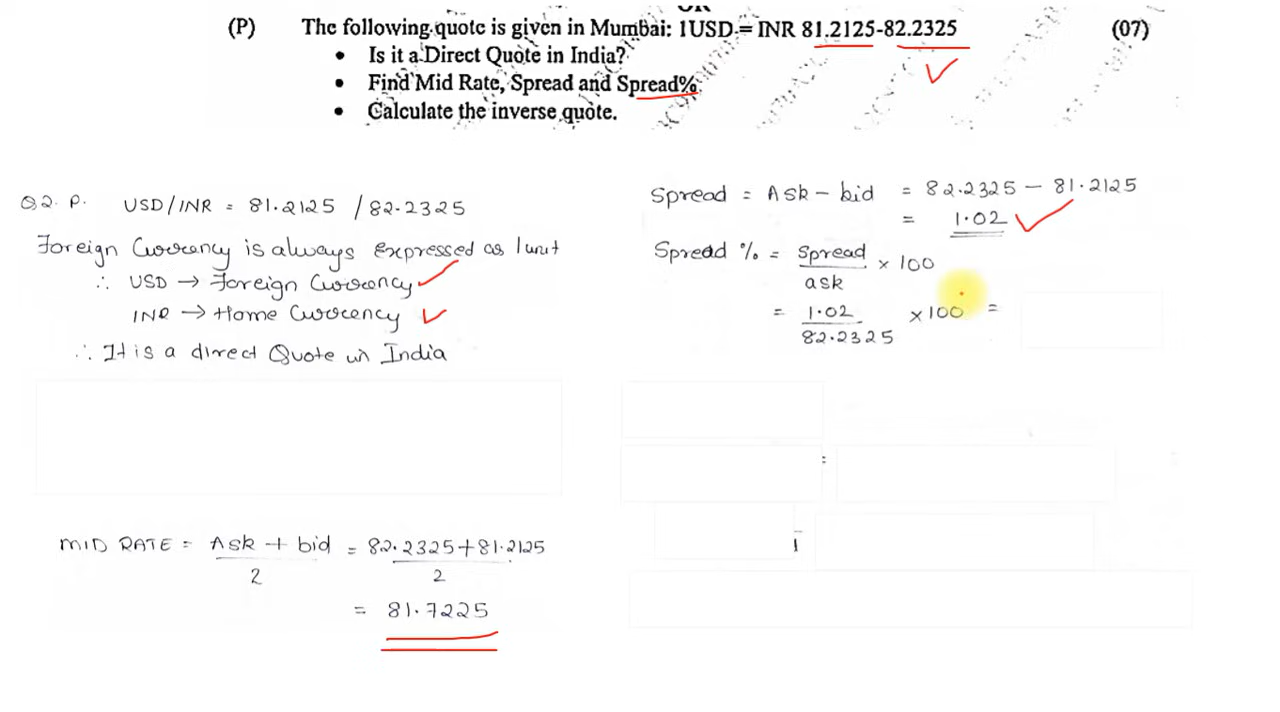 OR
(P) The following quote is given in Mumbai: 1USD = INR 81.2125-82.2325 (07)
• Is it a Direct Quote in India?
• Find Mid Rate, Spread and Spread%.
• Calculate the inverse quote.
Q2. P. USD/INR = 81.2125 /82.2325
Foreign Currency is always expressed as 1 unit
∴ USD → Foreign Currency
INR → Home Currency
∴ It is a direct Quote in India
MID RATE = Ask + bid / 2 = 82.2325+81.2125 / 2
= 81.7225
Spread = Ask - bid = 82.2325 - 81.2125
= 1.02
Spread % = Spread / ask × 100
= 1.02 / 82.2325 × 100 =